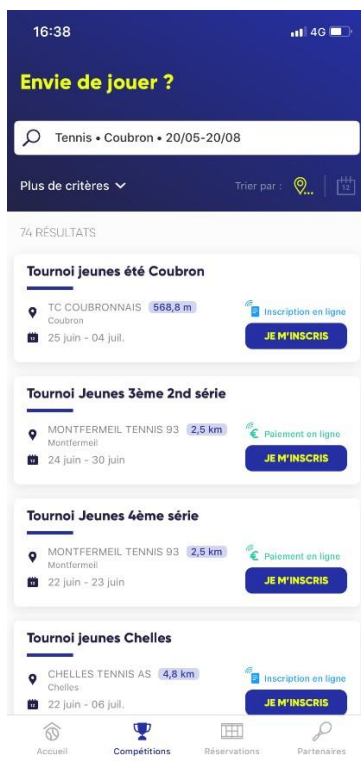 16:38
4G
Envie de jouer ?
Tennis • Coubron • 20/05-20/08
Plus de critères
Trier par :
12
74 RÉSULTATS
Tournoi jeunes été Coubron
TC COUBRONNAIS 568,8 m
Coubron
Inscription en ligne
25 juin - 04 juil.
JE M'INSCRIS
Tournoi Jeunes 3ème 2nd série
MONTFERMEIL TENNIS 93 2,5 km
Montfermeil
Paiement en ligne
24 juin - 30 juin
JE M'INSCRIS
Tournoi Jeunes 4ème série
MONTFERMEIL TENNIS 93 2,5 km
Montfermeil
Paiement en ligne
22 juin - 23 juin
JE M'INSCRIS
Tournoi jeunes Chelles
CHELLES TENNIS AS 4,8 km
Chelles
Inscription en ligne
22 juin - 06 juil.
JE M'INSCRIS
Accueil Compétitions Réservations Partenaires